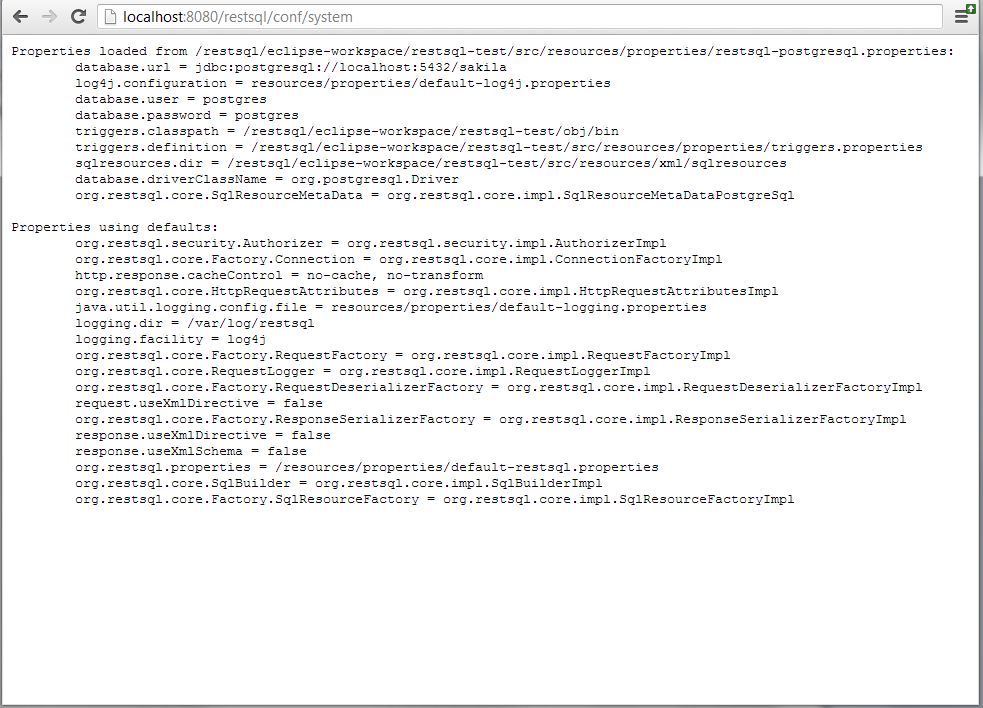 localhost:8080/restsql/conf/system
Properties loaded from /restsql/eclipse-workspace/restsql-test/src/resources/properties/restsql-postgresql.properties:
database.url = jdbc:postgresql://localhost:5432/sakila
log4j.configuration = resources/properties/default-log4j.properties
database.user = postgres
database.password = postgres
triggers.classpath = /restsql/eclipse-workspace/restsql-test/obj/bin
triggers.definition = /restsql/eclipse-workspace/restsql-test/src/resources/properties/triggers.properties
sqlresources.dir = /restsql/eclipse-workspace/restsql-test/src/resources/xml/sqlresources
database.driverClassName = org.postgresql.Driver
org.restsql.core.SqlResourceMetaData = org.restsql.core.impl.SqlResourceMetaDataPostgreSql
Properties using defaults:
org.restsql.security.Authorizer = org.restsql.security.impl.AuthorizerImpl
org.restsql.core.Factory.Connection = org.restsql.core.impl.ConnectionFactoryImpl
http.response.cacheControl = no-cache, no-transform
org.restsql.core.HttpRequestAttributes = org.restsql.core.impl.HttpRequestAttributesImpl
java.util.logging.config.file = resources/properties/default-logging.properties
logging.dir = /var/log/restsql
logging.facility = log4j
org.restsql.core.Factory.RequestFactory = org.restsql.core.impl.RequestFactoryImpl
org.restsql.core.RequestLogger = org.restsql.core.impl.RequestLoggerImpl
org.restsql.core.Factory.RequestDeserializerFactory = org.restsql.core.impl.RequestDeserializerFactoryImpl
request.useXmlDirective = false
org.restsql.core.Factory.ResponseSerializerFactory = org.restsql.core.impl.ResponseSerializerFactoryImpl
response.useXmlDirective = false
response.useXmlSchema = false
org.restsql.properties = /resources/properties/default-restsql.properties
org.restsql.core.SqlBuilder = org.restsql.core.impl.SqlBuilderImpl
org.restsql.core.Factory.SqlResourceFactory = org.restsql.core.impl.SqlResourceFactoryImpl